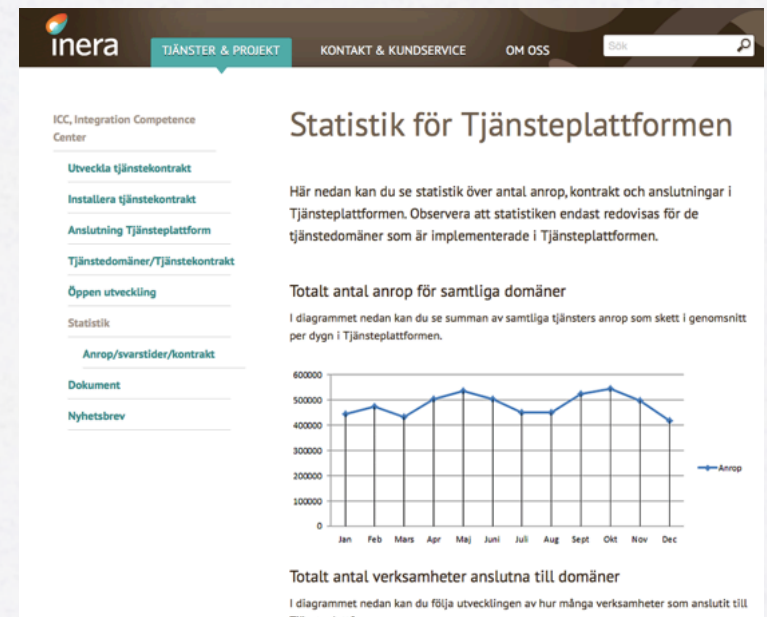 inera
TJÄNSTER & PROJEKT
KONTAKT & KUNDSERVICE
OM OSS
Sök
ICC, Integration Competence
Center
Utveckla tjänstekontrakt
Installera tjänstekontrakt
Anslutning Tjänsteplattform
Tjänstedomäner/Tjänstekontrakt
Öppen utveckling
Statistik
Anrop/svarstider/kontrakt
Dokument
Nyhetsbrev
Statistik för Tjänsteplattformen
Här nedan kan du se statistik över antal anrop, kontrakt och anslutningar i
Tjänsteplattformen. Observera att statistiken endast redovisas för de
tjänstedomäner som är implementerade i Tjänsteplattformen.
Totalt antal anrop för samtliga domäner
I diagrammet nedan kan du se summan av samtliga tjänsters anrop som skett i genomsnitt
per dygn i Tjänsteplattformen.
600000
500000
400000
300000
200000
100000
0
Jan Feb Mars Apr Maj Juni Juli Aug Sept Okt Nov Dec
Anrop
Totalt antal verksamheter anslutna till domäner
I diagrammet nedan kan du följa utvecklingen av hur många verksamheter som anslutit till